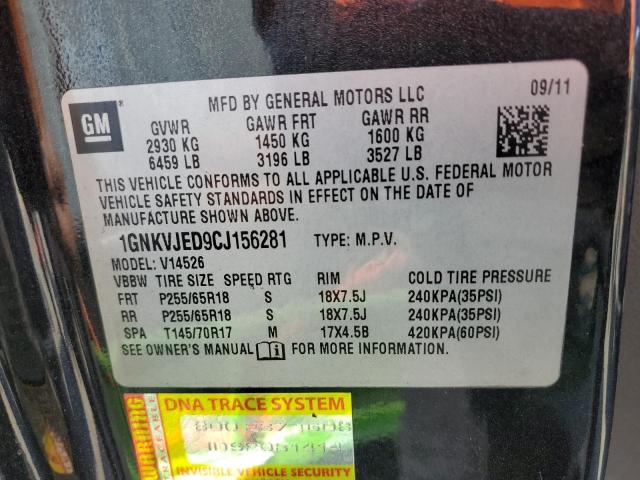 MFD BY GENERAL MOTORS LLC 09/11
GM
GVWR GAWR FRT GAWR RR
2930 KG 1450 KG 1600 KG
6459 LB 3196 LB 3527 LB
THIS VEHICLE CONFORMS TO ALL APPLICABLE U.S. FEDERAL MOTOR
VEHICLE SAFETY STANDARDS IN EFFECT ON THE DATE OF
MANUFACTURE SHOWN ABOVE.
1GNKVJED9CJ156281 TYPE: M.P.V.
MODEL: V14526
VBBW TIRE SIZE SPEED RTG RIM COLD TIRE PRESSURE
FRT P255/65R18 S 18X7.5J 240KPA(35PSI)
RR P255/65R18 S 18X7.5J 240KPA(35PSI)
SPA T145/70R17 M 17X4.5B 420KPA(60PSI)
SEE OWNER'S MANUAL FOR MORE INFORMATION.
WARNING
TRACEABLE
DNA TRACE SYSTEM
INVISIBLE VEHICLE SECURITY